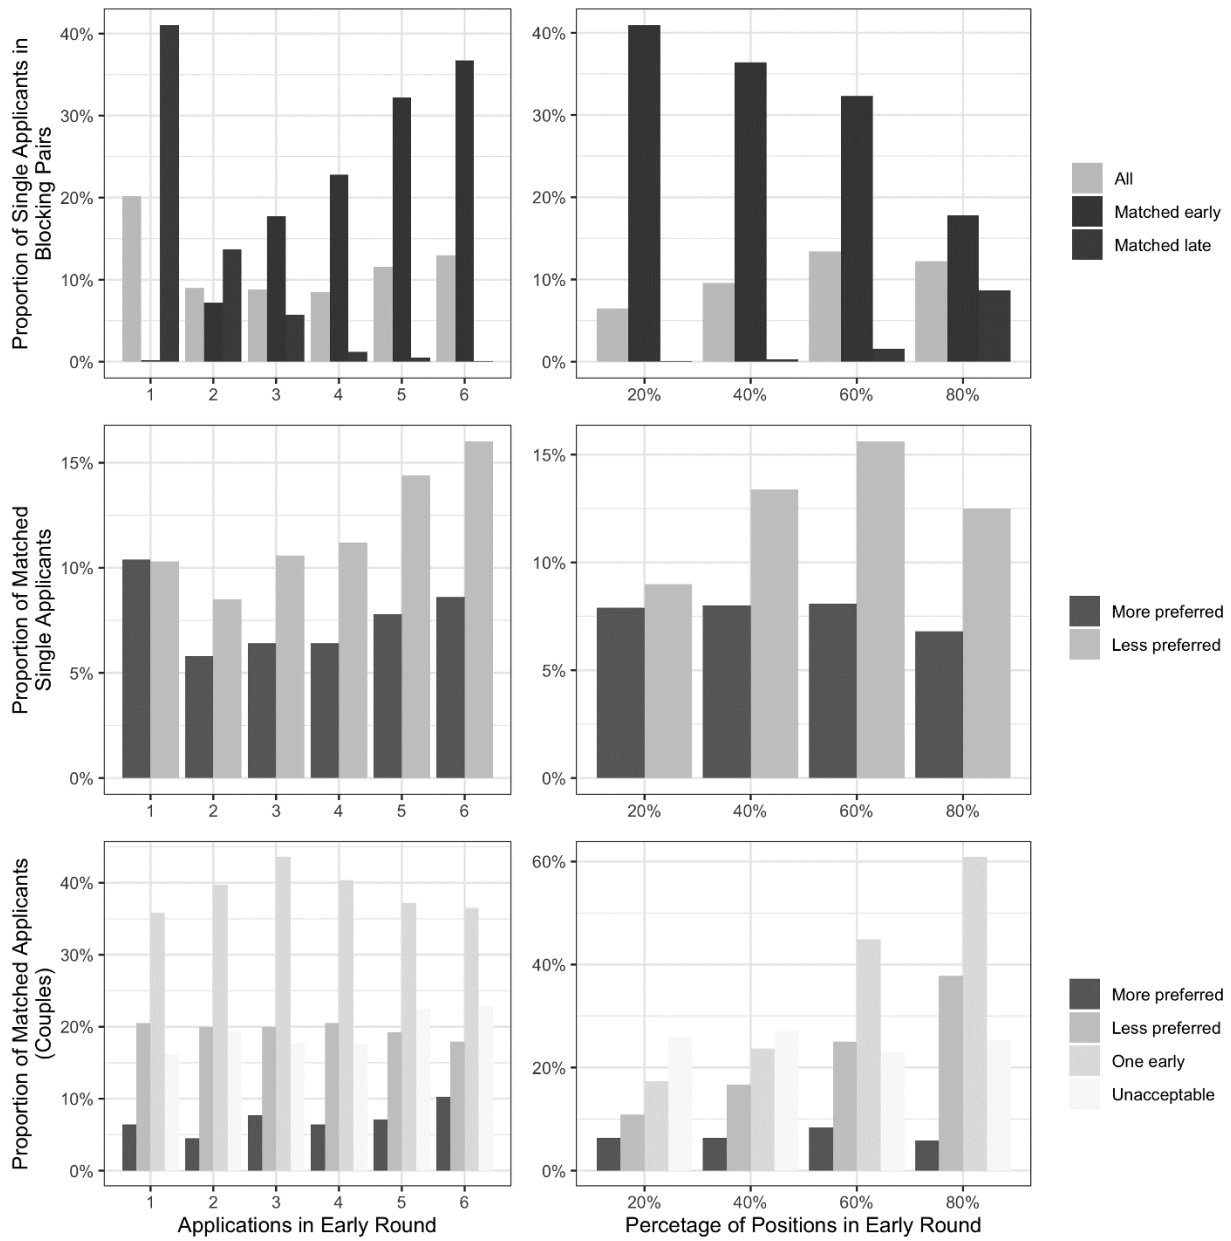 Proportion of Single Applicants in
Blocking Pairs
40%
30%
20%
10%
0%
1 2 3 4 5 6
40%
30%
20%
10%
0%
20% 40% 60% 80%
All
Matched early
Matched late
Proportion of Matched
Single Applicants
15%
10%
5%
0%
1 2 3 4 5 6
15%
10%
5%
0%
20% 40% 60% 80%
More preferred
Less preferred
Proportion of Matched Applicants
(Couples)
40%
30%
20%
10%
0%
1 2 3 4 5 6
Applications in Early Round
60%
40%
20%
0%
20% 40% 60% 80%
Percetage of Positions in Early Round
More preferred
Less preferred
One early
Unacceptable